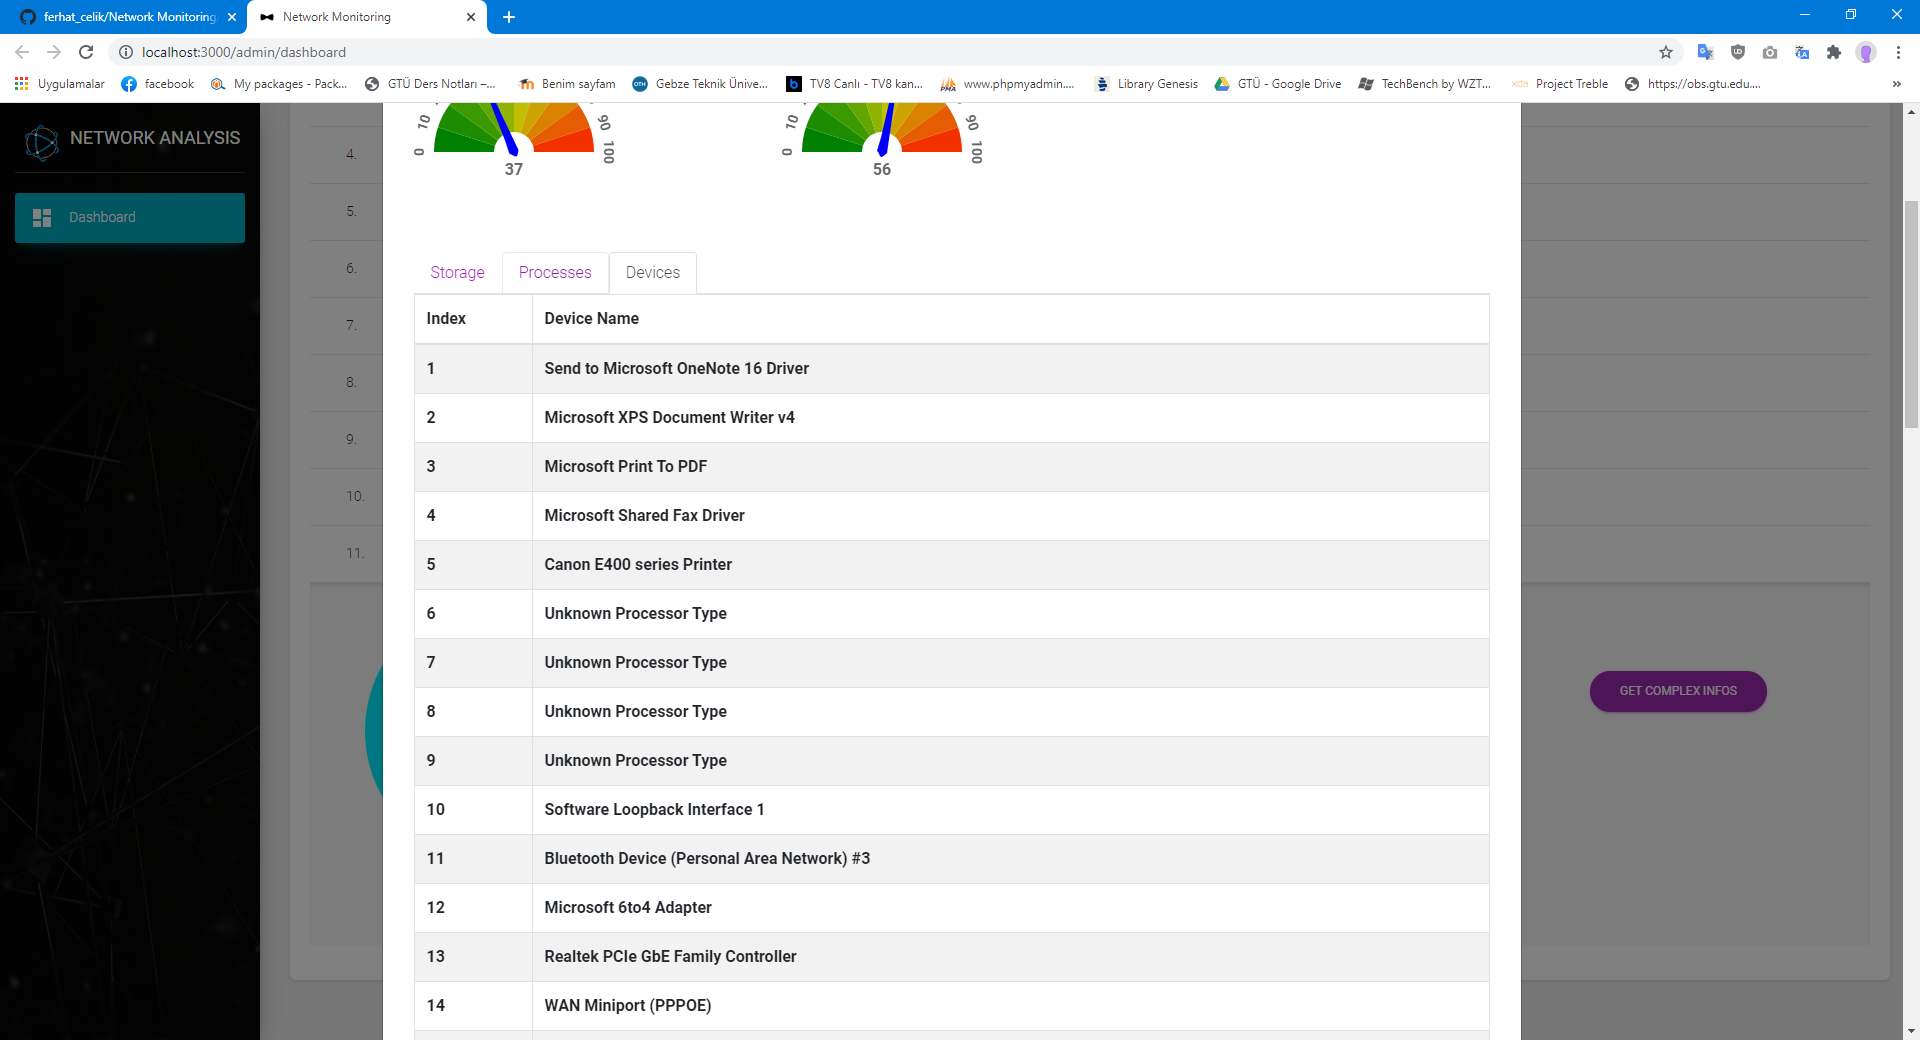 ferhat_celik/Network Monitoring
Network Monitoring
localhost:3000/admin/dashboard
Uygulamalar
facebook
My packages - Pack...
GTÜ Ders Notları –...
Benim sayfam
Gebze Teknik Ünive...
TV8 Canlı - TV8 kan...
www.phpmyadmin....
Library Genesis
GTÜ - Google Drive
TechBench by WZT...
Project Treble
https://obs.gtu.edu....
»
NETWORK ANALYSIS
Dashboard
4.
5.
6.
7.
8.
9.
10.
11.
0
10
90
100
37
0
10
90
100
56
Storage
Processes
Devices
Index Device Name
1 Send to Microsoft OneNote 16 Driver
2 Microsoft XPS Document Writer v4
3 Microsoft Print To PDF
4 Microsoft Shared Fax Driver
5 Canon E400 series Printer
6 Unknown Processor Type
7 Unknown Processor Type
8 Unknown Processor Type
9 Unknown Processor Type
10 Software Loopback Interface 1
11 Bluetooth Device (Personal Area Network) #3
12 Microsoft 6to4 Adapter
13 Realtek PCIe GbE Family Controller
14 WAN Miniport (PPPOE)
GET COMPLEX INFOS